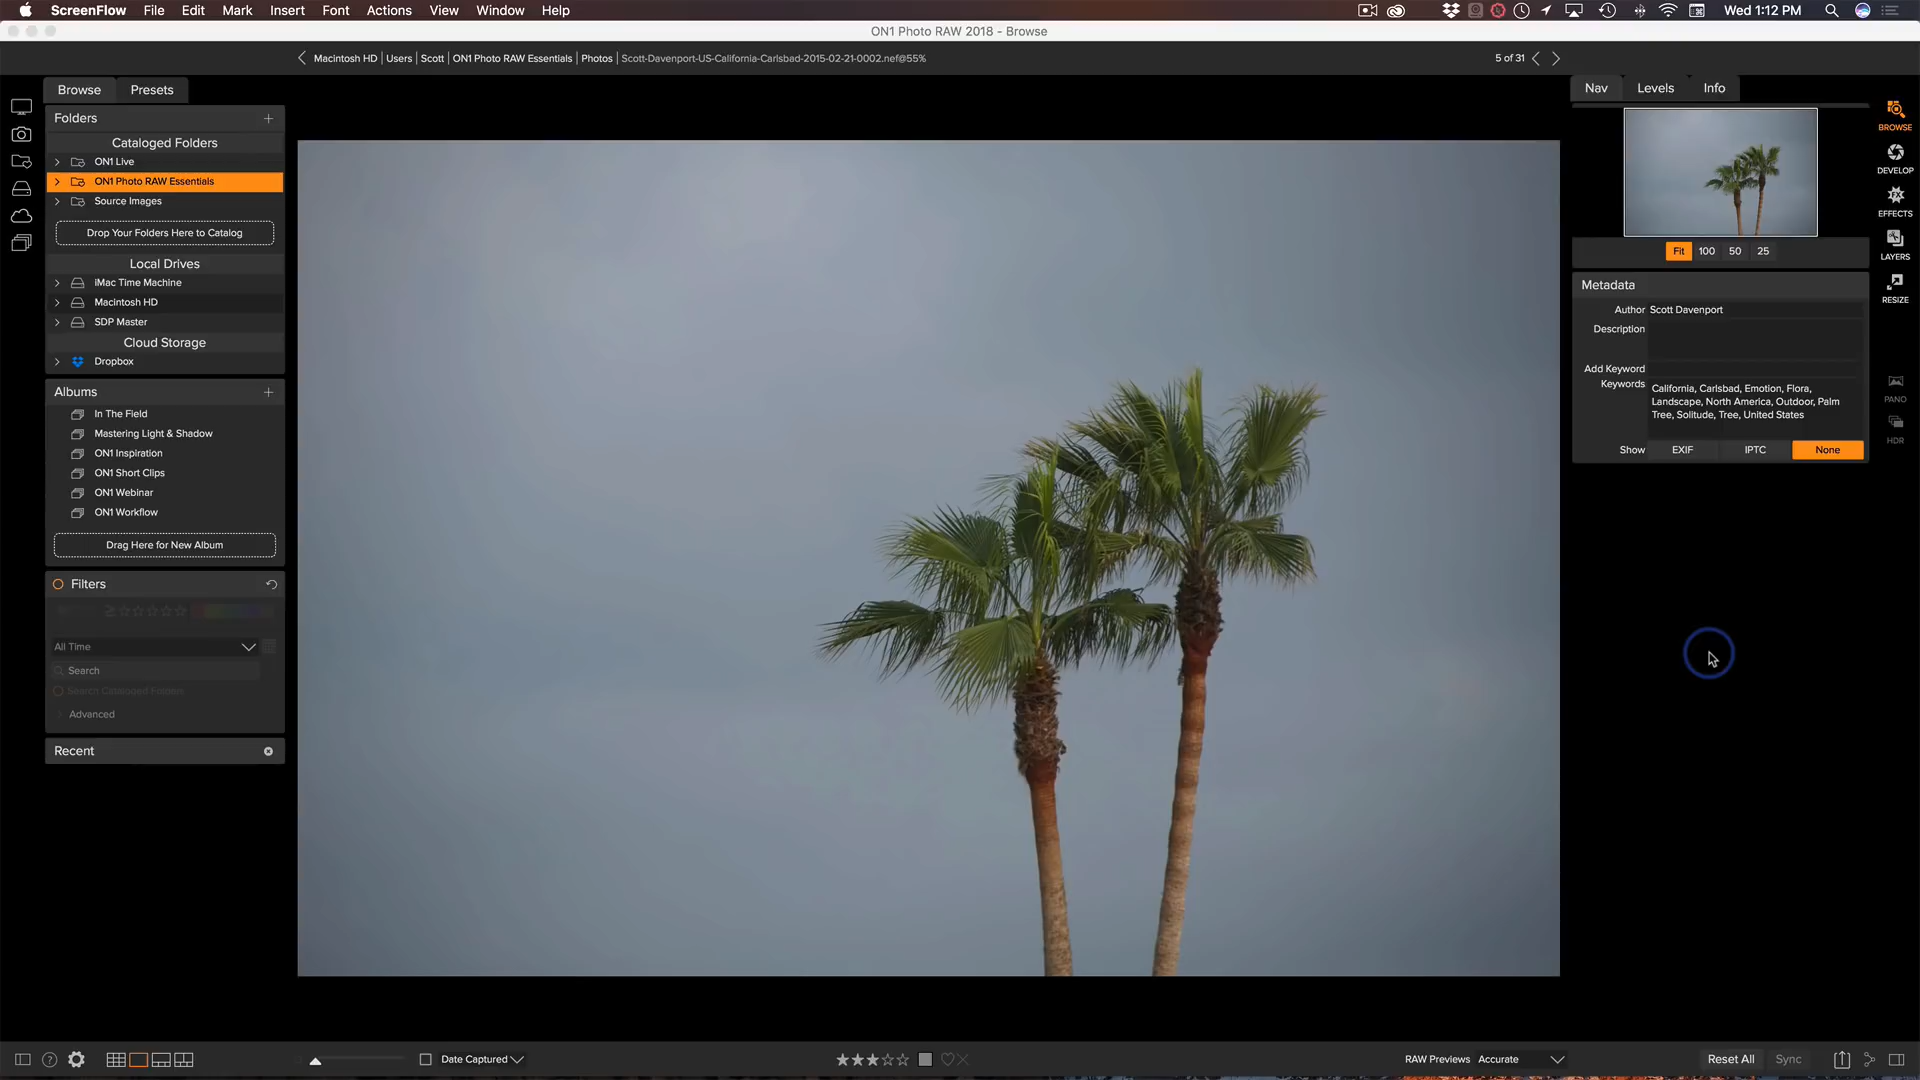 ScreenFlow File Edit Mark Insert Font Actions View Window Help Wed 1:12 PM
ON1 Photo RAW 2018 - Browse
Macintosh HD | Users | Scott | ON1 Photo RAW Essentials | Photos | Scott-Davenport-US-California-Carlsbad-2015-02-21-0002.nef@55% 5 of 31
Browse Presets
Folders
Cataloged Folders
ON1 Live
ON1 Photo RAW Essentials
Source Images
Drop Your Folders Here to Catalog
Local Drives
iMac Time Machine
Macintosh HD
SDP Master
Cloud Storage
Dropbox
Albums
In The Field
Mastering Light & Shadow
ON1 Inspiration
ON1 Short Clips
ON1 Webinar
ON1 Workflow
Drag Here for New Album
Filters
All Time
Search
Search Cataloged Folders
Advanced
Recent
Nav Levels Info
Fit 100 50 25
Metadata
Author Scott Davenport
Description
Add Keyword
Keywords California, Carlsbad, Emotion, Flora,
Landscape, North America, Outdoor, Palm
Tree, Solitude, Tree, United States
Show EXIF IPTC None
BROWSE
DEVELOP
EFFECTS
LAYERS
RESIZE
PANO
HDR
Date Captured
RAW Previews Accurate
Reset All Sync